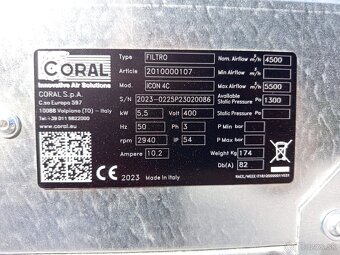 CORAL
Innovative Air Solutions
CORAL S.p.A.
C.so Europa 597
10088 Volpiano (TO) - Italy
Tel. +39 011 9822000
www.coral.eu
Type FILTRO
Article 2010000107
Mod. ICON 4C
S/N 2023-0225P23020086
kW 5,5 Volt 400
Hz 50 Ph 3
rpm 2940 IP 54
Ampere 10,2
CE 2023 Made in Italy
Nom. Airflow m³/h 4500
Min Airflow m³/h
Max Airflow m³/h 5500
Available Static Pressure Pa 1300
Static Pressure Pa
P Min bar
P Max bar
Weight Kg 174
Db(A) 82